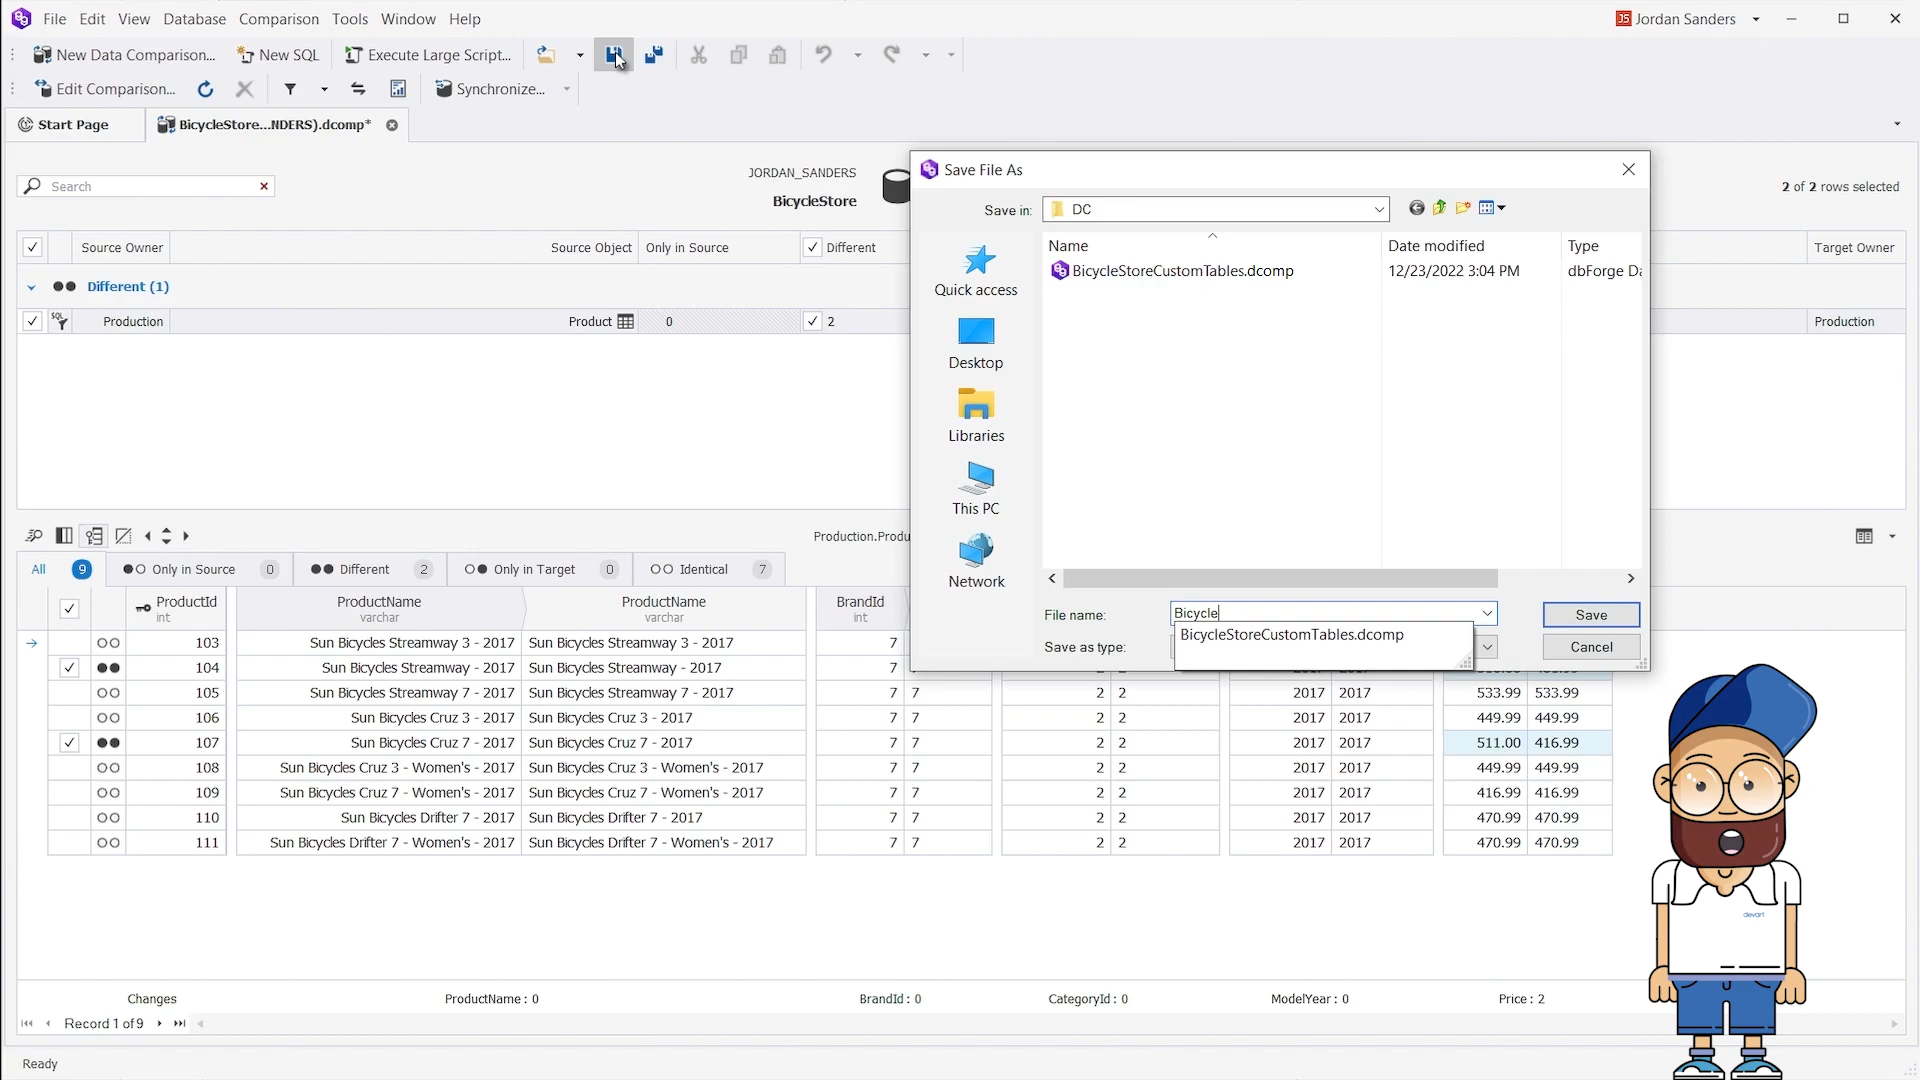 File Edit View Database Comparison Tools Window Help
JS Jordan Sanders
New Data Comparison... New SQL Execute Large Script...
Edit Comparison... Synchronize...
Start Page
BicycleStore...NDERS).dcomp*
Search
JORDAN_SANDERS
BicycleStore
2 of 2 rows selected
Source Owner Source Object Only in Source Different Target Owner
Different (1)
SQL Production Product 0 2 Production
Save File As
Save in: DC
Name Date modified Type
BicycleStoreCustomTables.dcomp 12/23/2022 3:04 PM dbForge Da
Quick access
Desktop
Libraries
This PC
Network
File name: Bicycle Save
BicycleStoreCustomTables.dcomp
Save as type: Cancel
Production.Produ
All 9 Only in Source 0 Different 2 Only in Target 0 Identical 7
ProductId ProductName ProductName BrandId
int varchar varchar int
103 Sun Bicycles Streamway 3 - 2017 Sun Bicycles Streamway 3 - 2017 7
104 Sun Bicycles Streamway - 2017 Sun Bicycles Streamway - 2017 7
105 Sun Bicycles Streamway 7 - 2017 Sun Bicycles Streamway 7 - 2017 7 7 2 2 2017 2017 533.99 533.99
106 Sun Bicycles Cruz 3 - 2017 Sun Bicycles Cruz 3 - 2017 7 7 2 2 2017 2017 449.99 449.99
107 Sun Bicycles Cruz 7 - 2017 Sun Bicycles Cruz 7 - 2017 7 7 2 2 2017 2017 511.00 416.99
108 Sun Bicycles Cruz 3 - Women's - 2017 Sun Bicycles Cruz 3 - Women's - 2017 7 7 2 2 2017 2017 449.99 449.99
109 Sun Bicycles Cruz 7 - Women's - 2017 Sun Bicycles Cruz 7 - Women's - 2017 7 7 2 2 2017 2017 416.99 416.99
110 Sun Bicycles Drifter 7 - 2017 Sun Bicycles Drifter 7 - 2017 7 7 2 2 2017 2017 470.99 470.99
111 Sun Bicycles Drifter 7 - Women's - 2017 Sun Bicycles Drifter 7 - Women's - 2017 7 7 2 2 2017 2017 470.99 470.99
devart
Changes ProductName : 0 BrandId : 0 CategoryId : 0 ModelYear : 0 Price : 2
Record 1 of 9
Ready